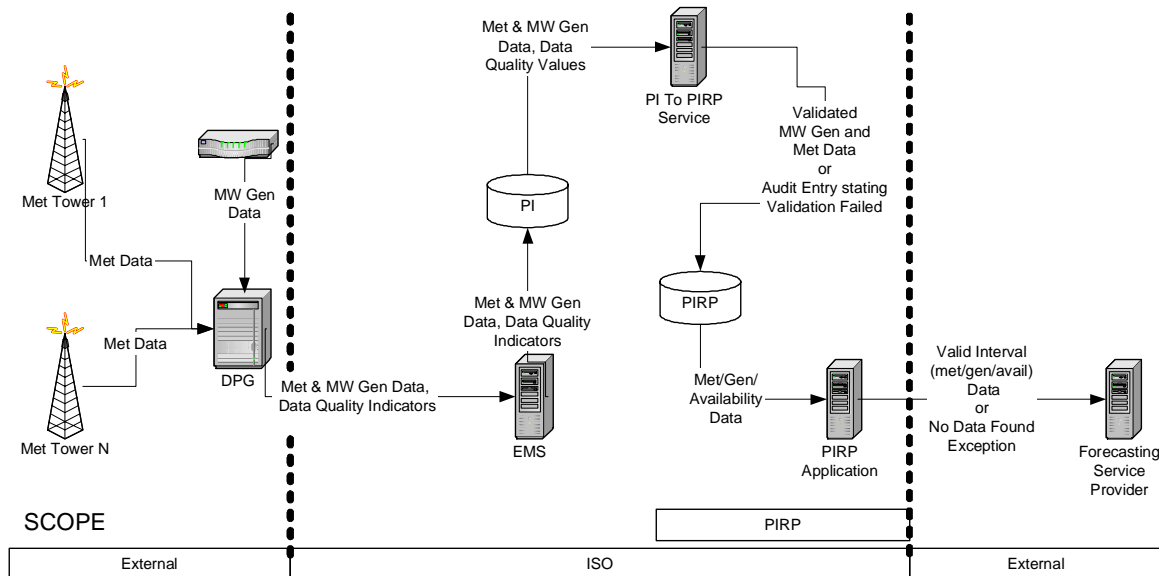 Met Tower 1
Met Data
MW Gen
Data
Met Data
Met Tower N
DPG
Met & MW Gen Data,
Data Quality Indicators
EMS
Met & MW Gen
Data, Data Quality
Indicators
PI
Met & MW Gen
Data, Data
Quality Values
PI To PIRP
Service
Validated
MW Gen and
Met Data
or
Audit Entry stating
Validation Failed
PIRP
Met/Gen/
Availability
Data
PIRP
Application
Valid Interval
(met/gen/avail)
Data
or
No Data Found
Exception
Forecasting
Service
Provider
SCOPE
PIRP
External
ISO
External